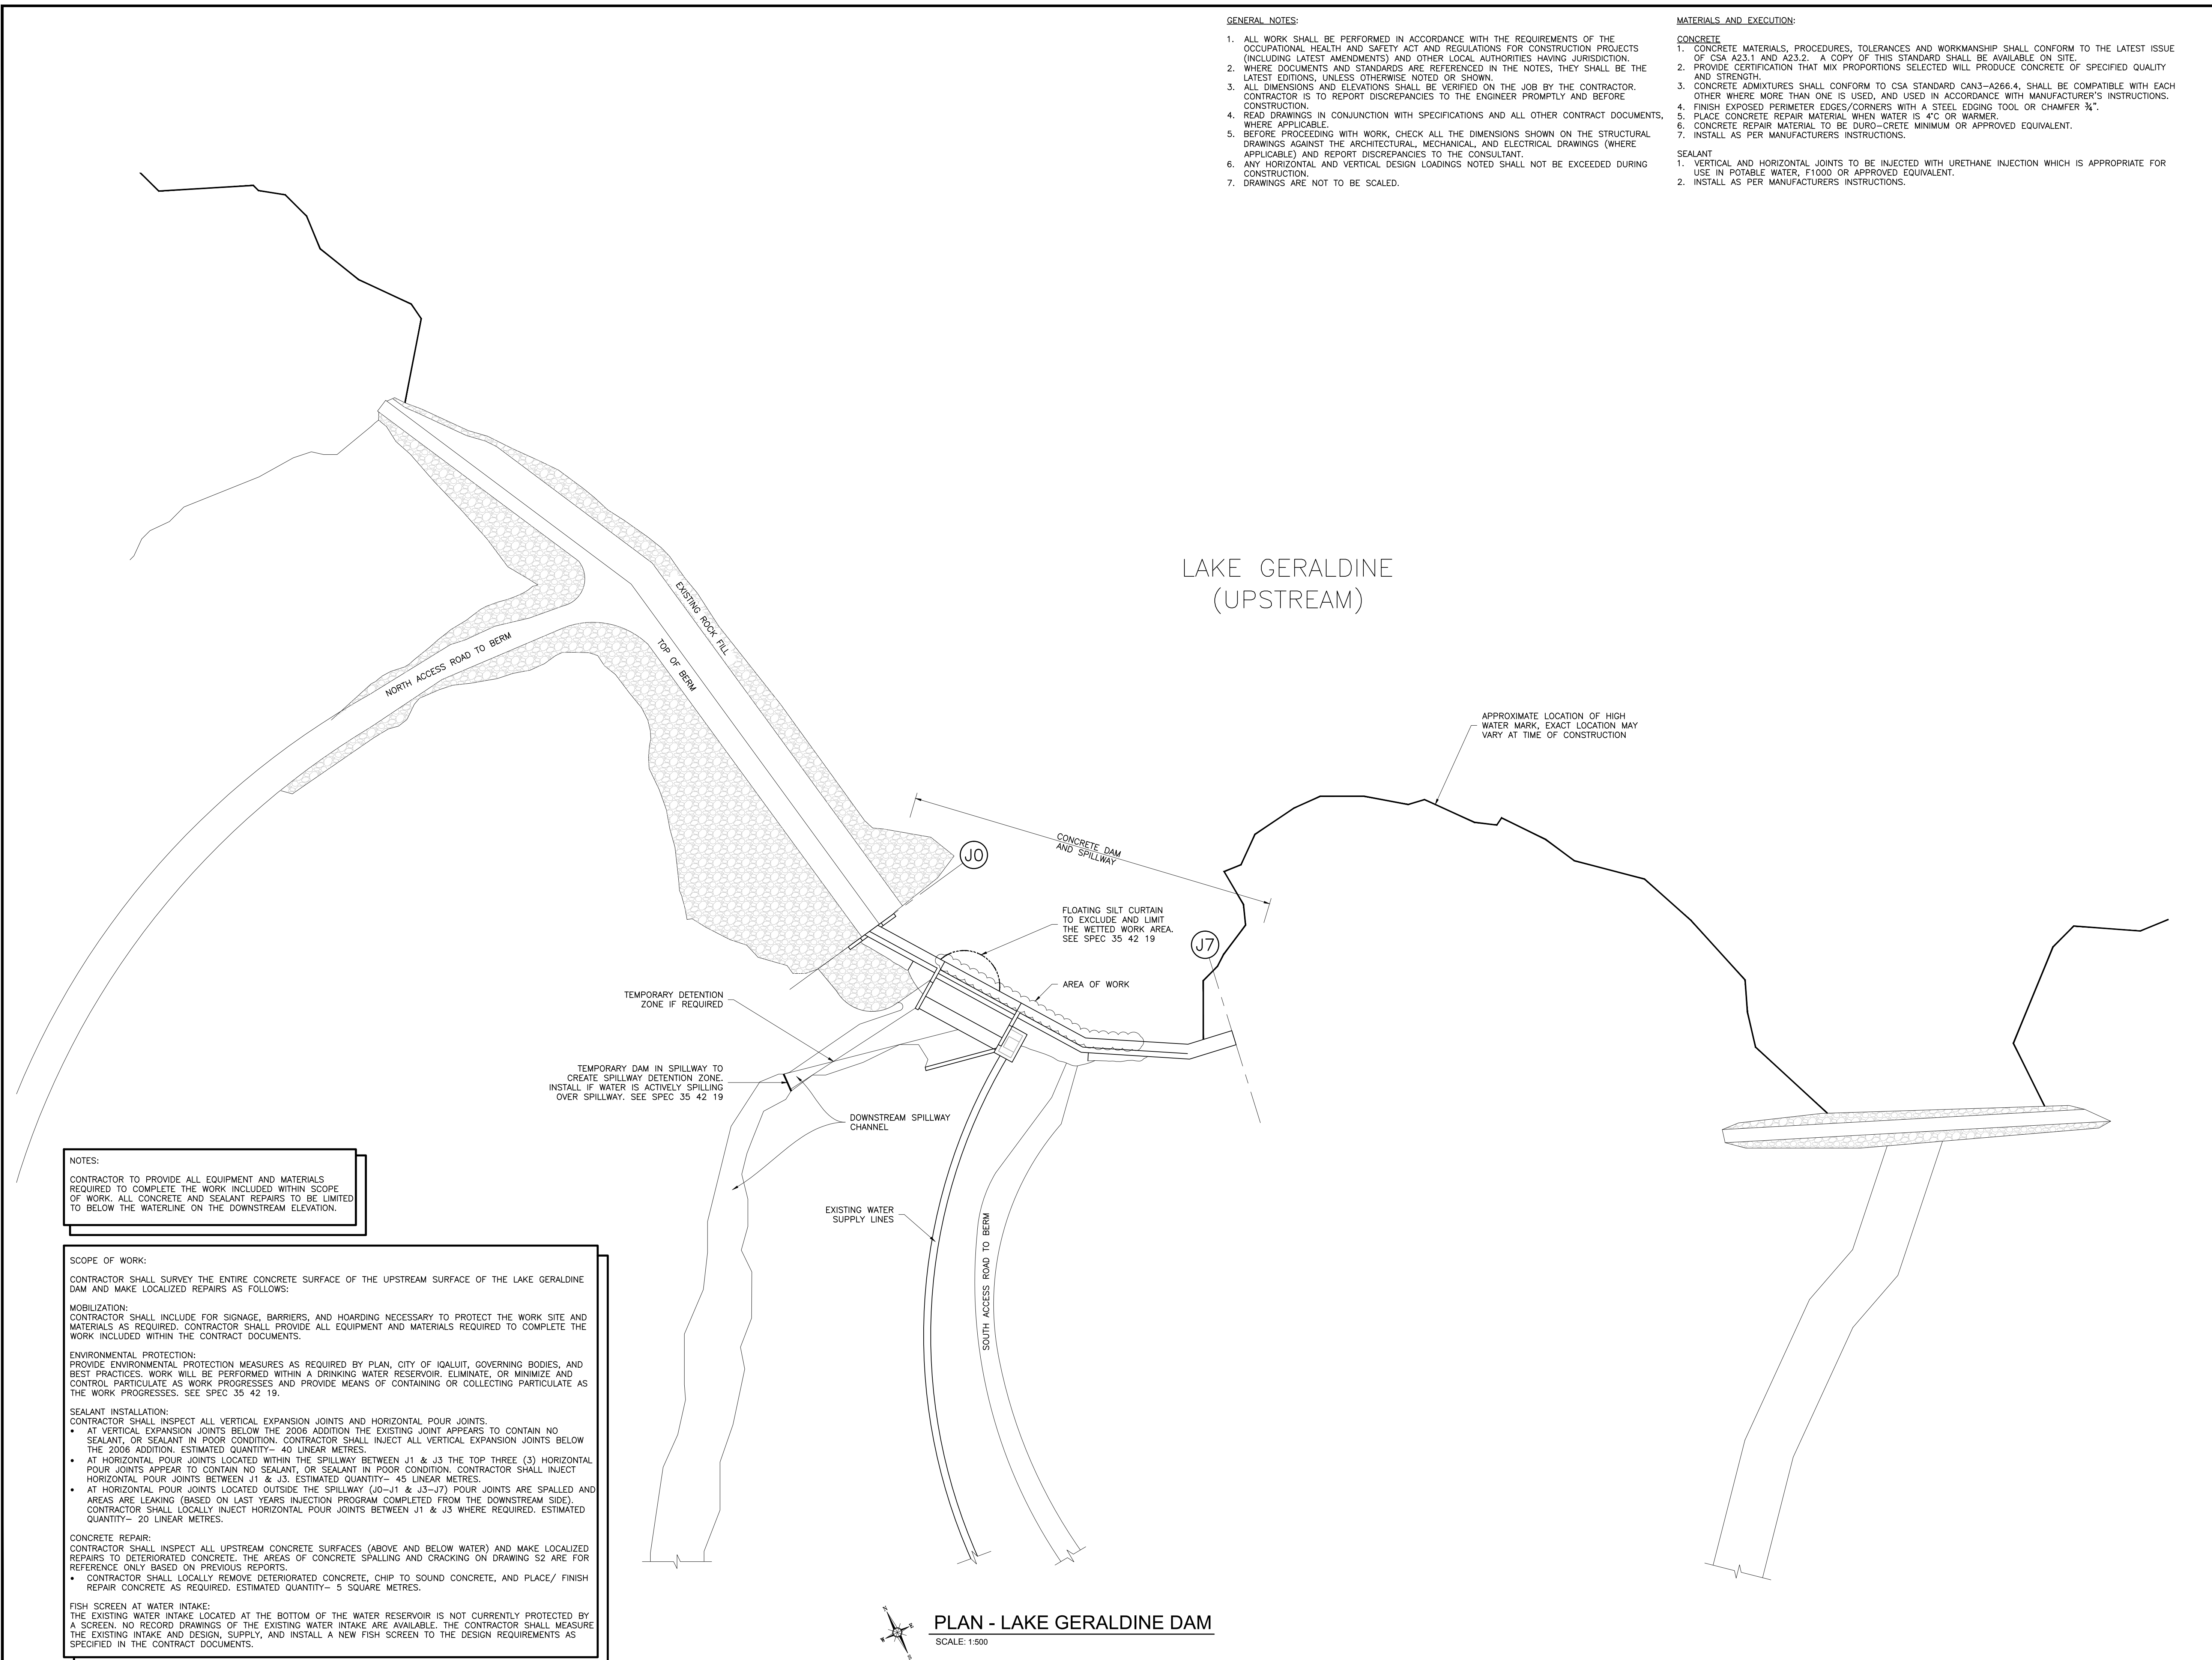 GENERAL NOTES:
1. ALL WORK SHALL BE PERFORMED IN ACCORDANCE WITH THE REQUIREMENTS OF THE
OCCUPATIONAL HEALTH AND SAFETY ACT AND REGULATIONS FOR CONSTRUCTION PROJECTS
(INCLUDING LATEST AMENDMENTS) AND OTHER LOCAL AUTHORITIES HAVING JURISDICTION.
2. WHERE DOCUMENTS AND STANDARDS ARE REFERENCED IN THE NOTES, THEY SHALL BE THE
LATEST EDITIONS, UNLESS OTHERWISE NOTED OR SHOWN.
3. ALL DIMENSIONS AND ELEVATIONS SHALL BE VERIFIED ON THE JOB BY THE CONTRACTOR.
CONTRACTOR IS TO REPORT DISCREPANCIES TO THE ENGINEER PROMPTLY AND BEFORE
CONSTRUCTION.
4. READ DRAWINGS IN CONJUNCTION WITH SPECIFICATIONS AND ALL OTHER CONTRACT DOCUMENTS,
WHERE APPLICABLE.
5. BEFORE PROCEEDING WITH WORK, CHECK ALL THE DIMENSIONS SHOWN ON THE STRUCTURAL
DRAWINGS AGAINST THE ARCHITECTURAL, MECHANICAL, AND ELECTRICAL DRAWINGS (WHERE
APPLICABLE) AND REPORT DISCREPANCIES TO THE CONSULTANT.
6. ANY HORIZONTAL AND VERTICAL DESIGN LOADINGS NOTED SHALL NOT BE EXCEEDED DURING
CONSTRUCTION.
7. DRAWINGS ARE NOT TO BE SCALED.
MATERIALS AND EXECUTION:
CONCRETE
1. CONCRETE MATERIALS, PROCEDURES, TOLERANCES AND WORKMANSHIP SHALL CONFORM TO THE LATEST ISSUE
OF CSA A23.1 AND A23.2. A COPY OF THIS STANDARD SHALL BE AVAILABLE ON SITE.
2. PROVIDE CERTIFICATION THAT MIX PROPORTIONS SELECTED WILL PRODUCE CONCRETE OF SPECIFIED QUALITY
AND STRENGTH.
3. CONCRETE ADMIXTURES SHALL CONFORM TO CSA STANDARD CAN3-A266.4, SHALL BE COMPATIBLE WITH EACH
OTHER WHERE MORE THAN ONE IS USED, AND USED IN ACCORDANCE WITH MANUFACTURER'S INSTRUCTIONS.
4. FINISH EXPOSED PERIMETER EDGES/CORNERS WITH A STEEL EDGING TOOL OR CHAMFER ¾".
5. PLACE CONCRETE REPAIR MATERIAL WHEN WATER IS 4°C OR WARMER.
6. CONCRETE REPAIR MATERIAL TO BE DURO-CRETE MINIMUM OR APPROVED EQUIVALENT.
7. INSTALL AS PER MANUFACTURERS INSTRUCTIONS.
SEALANT
1. VERTICAL AND HORIZONTAL JOINTS TO BE INJECTED WITH URETHANE INJECTION WHICH IS APPROPRIATE FOR
USE IN POTABLE WATER, F1000 OR APPROVED EQUIVALENT.
2. INSTALL AS PER MANUFACTURERS INSTRUCTIONS.
LAKE GERALDINE
(UPSTREAM)
EXISTING ROCK FILL
TOP OF BERM
NORTH ACCESS ROAD TO BERM
APPROXIMATE LOCATION OF HIGH
WATER MARK, EXACT LOCATION MAY
VARY AT TIME OF CONSTRUCTION
CONCRETE DAM
AND SPILLWAY
J0
FLOATING SILT CURTAIN
TO EXCLUDE AND LIMIT
THE WETTED WORK AREA.
SEE SPEC 35 42 19
J7
AREA OF WORK
TEMPORARY DETENTION
ZONE IF REQUIRED
TEMPORARY DAM IN SPILLWAY TO
CREATE SPILLWAY DETENTION ZONE.
INSTALL IF WATER IS ACTIVELY SPILLING
OVER SPILLWAY. SEE SPEC 35 42 19
DOWNSTREAM SPILLWAY
CHANNEL
EXISTING WATER
SUPPLY LINES
SOUTH ACCESS ROAD TO BERM
NOTES:
CONTRACTOR TO PROVIDE ALL EQUIPMENT AND MATERIALS
REQUIRED TO COMPLETE THE WORK INCLUDED WITHIN SCOPE
OF WORK. ALL CONCRETE AND SEALANT REPAIRS TO BE LIMITED
TO BELOW THE WATERLINE ON THE DOWNSTREAM ELEVATION.
SCOPE OF WORK:
CONTRACTOR SHALL SURVEY THE ENTIRE CONCRETE SURFACE OF THE UPSTREAM SURFACE OF THE LAKE GERALDINE
DAM AND MAKE LOCALIZED REPAIRS AS FOLLOWS:
MOBILIZATION:
CONTRACTOR SHALL INCLUDE FOR SIGNAGE, BARRIERS, AND HOARDING NECESSARY TO PROTECT THE WORK SITE AND
MATERIALS AS REQUIRED. CONTRACTOR SHALL PROVIDE ALL EQUIPMENT AND MATERIALS REQUIRED TO COMPLETE THE
WORK INCLUDED WITHIN THE CONTRACT DOCUMENTS.
ENVIRONMENTAL PROTECTION:
PROVIDE ENVIRONMENTAL PROTECTION MEASURES AS REQUIRED BY PLAN, CITY OF IQALUIT, GOVERNING BODIES, AND
BEST PRACTICES. WORK WILL BE PERFORMED WITHIN A DRINKING WATER RESERVOIR. ELIMINATE, OR MINIMIZE AND
CONTROL PARTICULATE AS WORK PROGRESSES AND PROVIDE MEANS OF CONTAINING OR COLLECTING PARTICULATE AS
THE WORK PROGRESSES. SEE SPEC 35 42 19.
SEALANT INSTALLATION:
CONTRACTOR SHALL INSPECT ALL VERTICAL EXPANSION JOINTS AND HORIZONTAL POUR JOINTS.
• AT VERTICAL EXPANSION JOINTS BELOW THE 2006 ADDITION THE EXISTING JOINT APPEARS TO CONTAIN NO
SEALANT, OR SEALANT IN POOR CONDITION. CONTRACTOR SHALL INJECT ALL VERTICAL EXPANSION JOINTS BELOW
THE 2006 ADDITION. ESTIMATED QUANTITY- 40 LINEAR METRES.
• AT HORIZONTAL POUR JOINTS LOCATED WITHIN THE SPILLWAY BETWEEN J1 & J3 THE TOP THREE (3) HORIZONTAL
POUR JOINTS APPEAR TO CONTAIN NO SEALANT, OR SEALANT IN POOR CONDITION. CONTRACTOR SHALL INJECT
HORIZONTAL POUR JOINTS BETWEEN J1 & J3. ESTIMATED QUANTITY- 45 LINEAR METRES.
• AT HORIZONTAL POUR JOINTS LOCATED OUTSIDE THE SPILLWAY (J0-J1 & J3-J7) POUR JOINTS ARE SPALLED AND
AREAS ARE LEAKING (BASED ON LAST YEARS INJECTION PROGRAM COMPLETED FROM THE DOWNSTREAM SIDE).
CONTRACTOR SHALL LOCALLY INJECT HORIZONTAL POUR JOINTS BETWEEN J1 & J3 WHERE REQUIRED. ESTIMATED
QUANTITY- 20 LINEAR METRES.
CONCRETE REPAIR:
CONTRACTOR SHALL INSPECT ALL UPSTREAM CONCRETE SURFACES (ABOVE AND BELOW WATER) AND MAKE LOCALIZED
REPAIRS TO DETERIORATED CONCRETE. THE AREAS OF CONCRETE SPALLING AND CRACKING ON DRAWING S2 ARE FOR
REFERENCE ONLY BASED ON PREVIOUS REPORTS.
• CONTRACTOR SHALL LOCALLY REMOVE DETERIORATED CONCRETE, CHIP TO SOUND CONCRETE, AND PLACE/ FINISH
REPAIR CONCRETE AS REQUIRED. ESTIMATED QUANTITY- 5 SQUARE METRES.
FISH SCREEN AT WATER INTAKE:
THE EXISTING WATER INTAKE LOCATED AT THE BOTTOM OF THE WATER RESERVOIR IS NOT CURRENTLY PROTECTED BY
A SCREEN. NO RECORD DRAWINGS OF THE EXISTING WATER INTAKE ARE AVAILABLE. THE CONTRACTOR SHALL MEASURE
THE EXISTING INTAKE AND DESIGN, SUPPLY, AND INSTALL A NEW FISH SCREEN TO THE DESIGN REQUIREMENTS AS
SPECIFIED IN THE CONTRACT DOCUMENTS.
N
E
W
S
PLAN - LAKE GERALDINE DAM
SCALE: 1:500